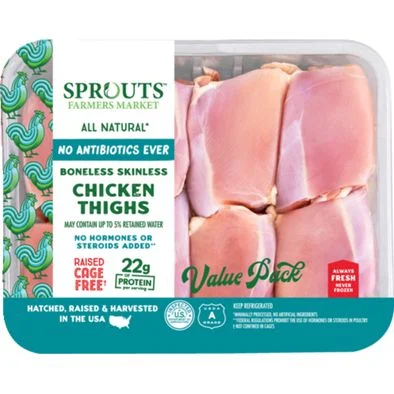 SPROUTS™
FARMERS MARKET
ALL NATURAL*
NO ANTIBIOTICS EVER
BONELESS SKINLESS
CHICKEN
THIGHS
MAY CONTAIN UP TO 5% RETAINED WATER
NO HORMONES OR
STEROIDS ADDED**
RAISED
CAGE
FREE†
22g
OF PROTEIN
per serving
Value Pack
ALWAYS
FRESH
NEVER
FROZEN
HATCHED, RAISED & HARVESTED
IN THE USA
U.S.
USDA
A
GRADE
KEEP REFRIGERATED
*MINIMALLY PROCESSED, NO ARTIFICIAL INGREDIENTS
**FEDERAL REGULATIONS PROHIBIT THE USE OF HORMONES OR STEROIDS IN POULTRY
† NOT CONFINED IN CAGES